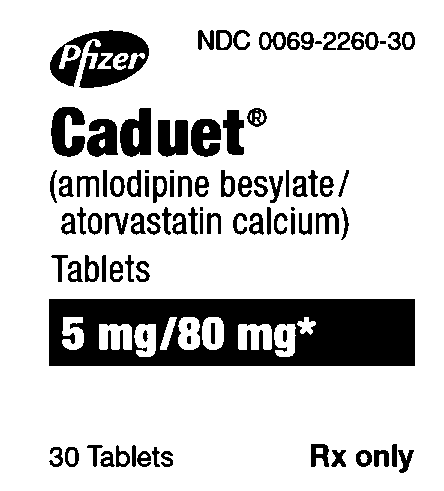 Pfizer
NDC 0069-2260-30
Caduet®
(amlodipine besylate/
atorvastatin calcium)
Tablets
5 mg/80 mg*
30 Tablets
Rx only